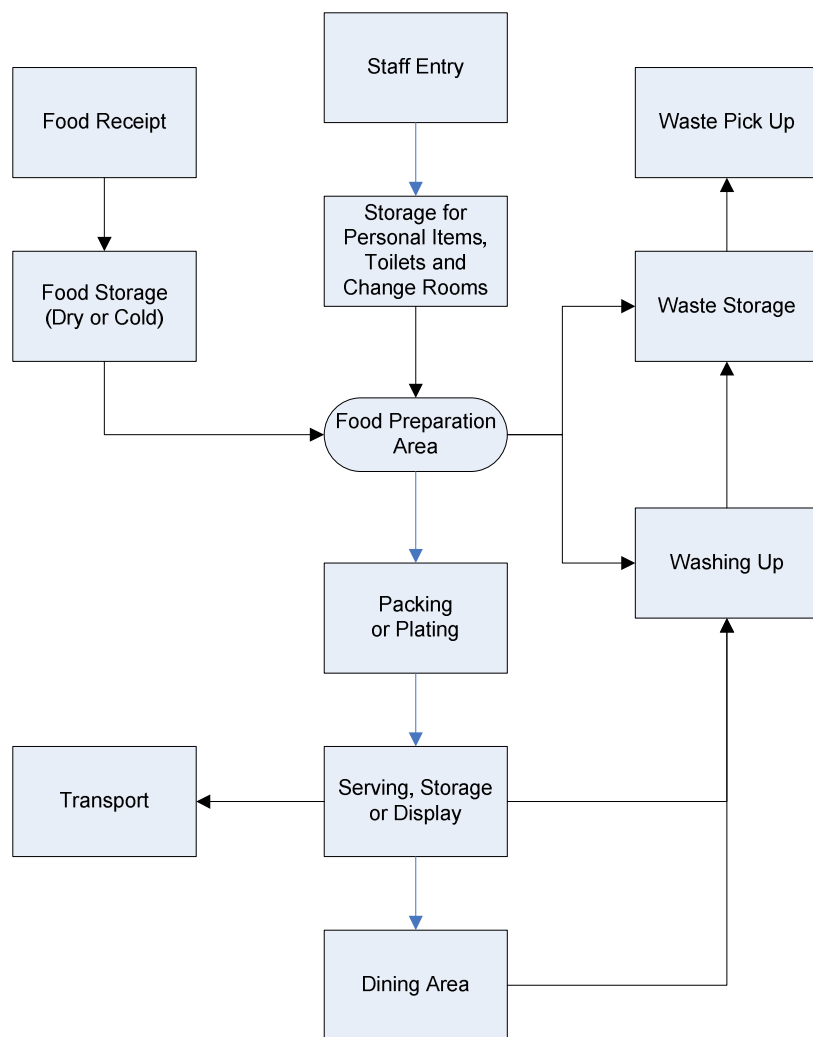 Staff Entry
Food Receipt
Waste Pick Up
Storage for
Personal Items,
Toilets and
Change Rooms
Food Storage
(Dry or Cold)
Waste Storage
Food Preparation
Area
Washing Up
Packing
or Plating
Transport
Serving, Storage
or Display
Dining Area